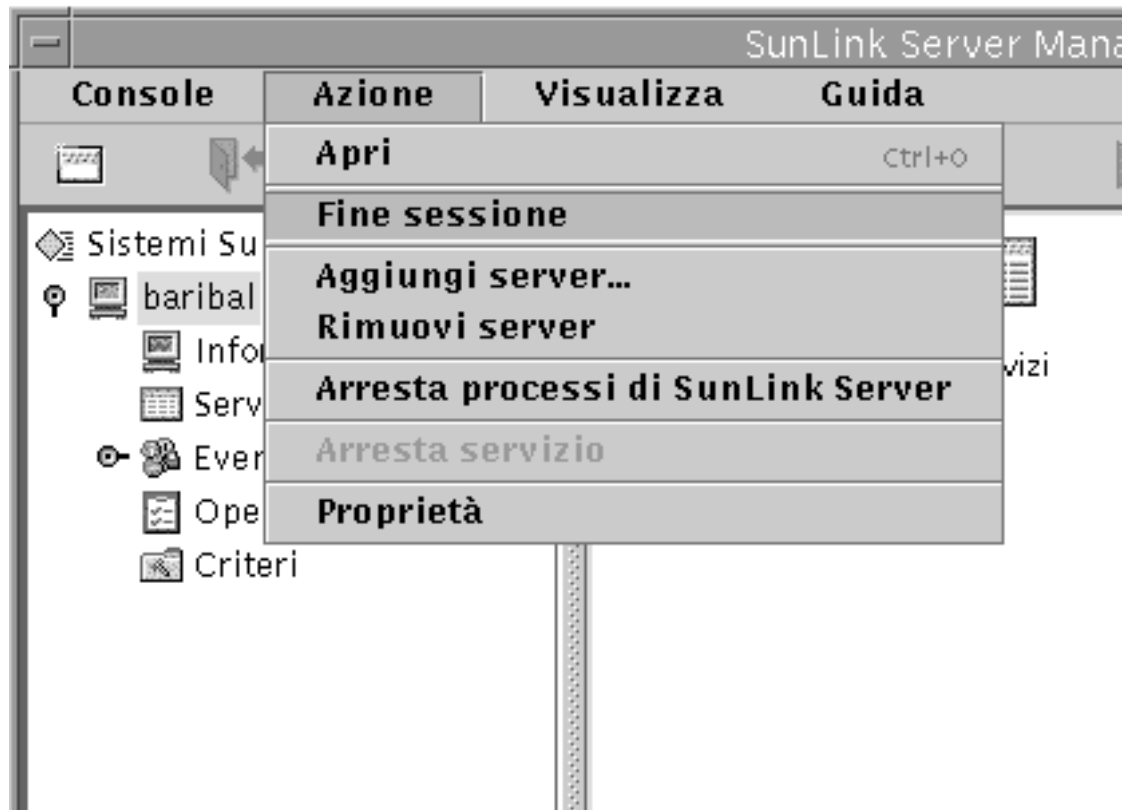 SunLink Server Mana
Console Azione Visualizza Guida
Apri Ctrl+O
Fine sessione
Sistemi Su
Aggiungi server...
baribal
Rimuovi server
Infor
vizi
Arresta processi di SunLink Server
Serv
Arresta servizio
Even
Proprietà
Ope
Criteri